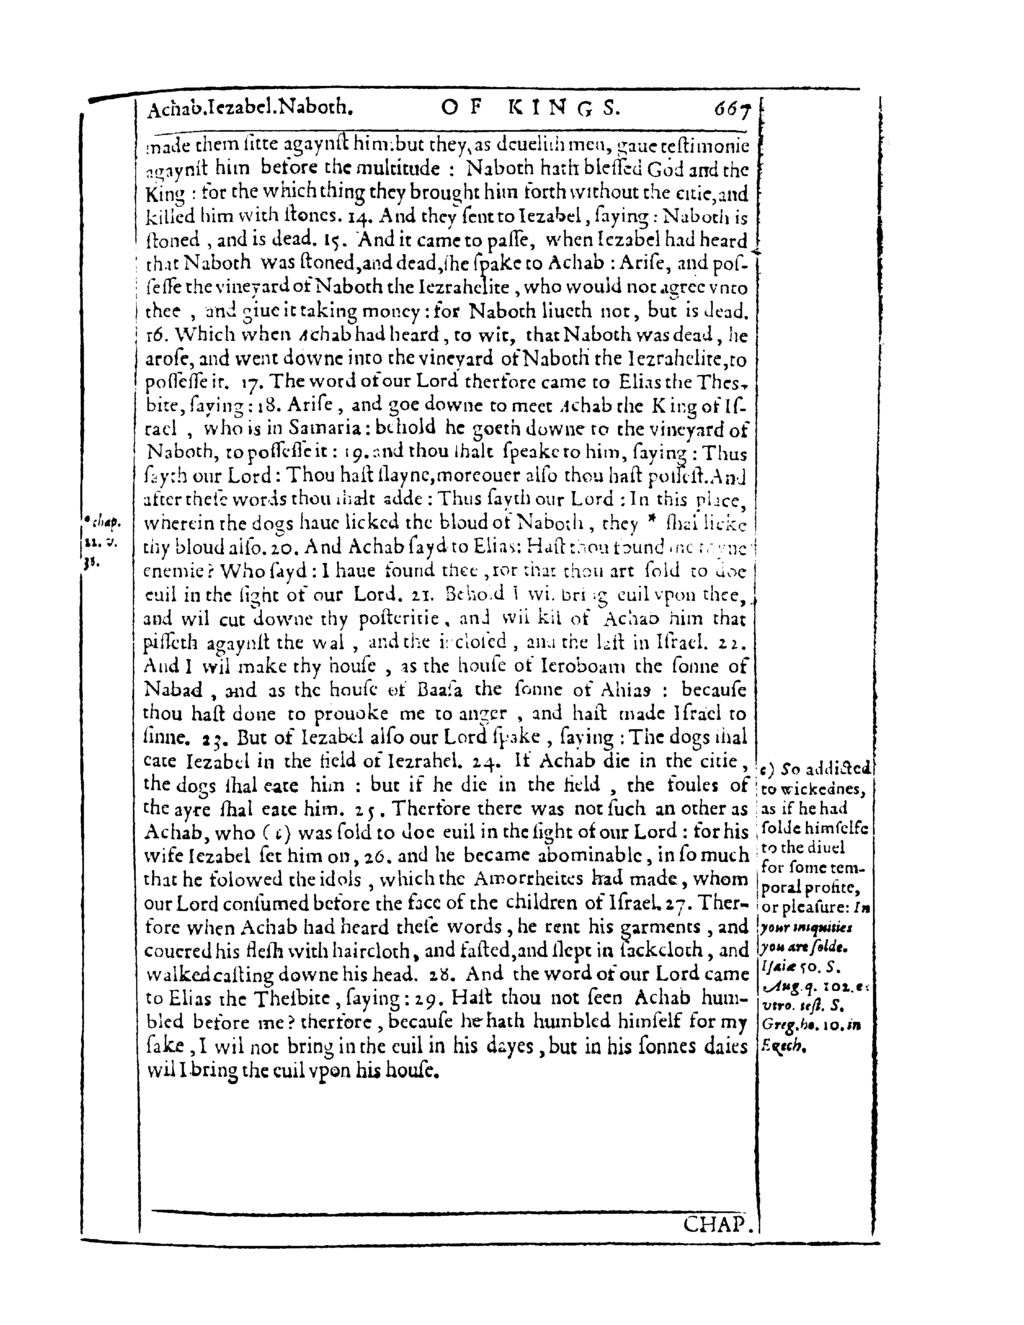 Achab.Iezabel.Naboth. OF KINGS. 667
made them sitte agaynſt him: but they, as deueliſh men, gaue teſtimonie
agaynſt him before the multitude : Naboth hath bleſſed God and the
King : for the which thing they brought him forth without the citie, and
killed him with ſtones. 14. And they ſent to Iezabel, ſaying: Naboth is
ſtoned , and is dead. 15. And it came to paſſe, when Iezabel had heard
that Naboth was ſtoned, and dead, ſhe ſpake to Achab : Ariſe, and poſ-
ſeſſe the vineyard of Naboth the Iezrahelite , who would not agree vnto
thee , and giue it taking money: for Naboth liueth not, but is dead.
16. Which when Achab had heard, to wit, that Naboth was dead, he
aroſe, and went downe into the vineyard of Naboth the Iezrahelite, to
poſſeſſe it. 17. The word of our Lord therfore came to Elias the Theſ-
bite, ſaying: 18. Ariſe, and goe downe to meet Achab the King of Iſ-
rael , who is in Samaria: behold he goeth downe to the vineyard of
Naboth, to poſſeſſe it : 19. and thou ſhalt ſpeake to him, ſaying: Thus
ſayth our Lord: Thou haſt ſlayne, moreouer alſo thou haſt poſſeſt. And
after theſe words thou ſhalt adde : Thus ſayth our Lord : In this place,
wherein the dogs haue licked the bloud of Naboth, they * ſhal licke
thy bloud alſo. 20. And Achab ſayd to Elias: Haſt thou found me thyne
enemie? Who ſayd: I haue found thee, for that thou art ſold to doe
euil in the ſight of our Lord. 21. Behold I wil bring euil vpon thee,
and wil cut downe thy poſteritie, and wil kil of Achab him that
piſſeth agaynſt the wal , and the incloſed , and the laſt in Iſrael. 22.
And I wil make thy houſe , as the houſe of Ieroboam the ſonne of
Nabad , and as the houſe of Baaſa the ſonne of Ahias : becauſe
thou haſt done to prouoke me to anger , and haſt made Iſrael to
ſinne. 23. But of Iezabel alſo our Lord ſpake, ſaying: The dogs ſhal
eate Iezabel in the field of Iezrahel. 24. If Achab die in the citie,
the dogs ſhal eate him : but if he die in the field , the foules of
the ayre ſhal eate him. 25. Therfore there was not ſuch an other as
Achab, who (e) was ſold to doe euil in the ſight of our Lord: for his
wife Iezabel ſet him on, 26. and he became abominable, in ſo much
that he folowed the idols , which the Amorrheites had made, whom
our Lord conſumed before the face of the children of Iſrael. 27. Ther-
fore when Achab had heard theſe words, he rent his garments , and
couered his fleſh with haircloth, and faſted, and ſlept in ſackcloth, and
walked caſting downe his head. 28. And the word of our Lord came
to Elias the Theſbite, ſaying: 29. Haſt thou not ſeen Achab hum-
bled before me? therfore, becauſe he hath humbled himſelf for my
ſake, I wil not bring in the euil in his dayes, but in his ſonnes daies
wil I bring the euil vpon his houſe.
* chap.
22. v.
38.
e) So addicted
to wickednes,
as if he had
ſolde himſelfe
to the diuel
for ſome tem-
poral profite,
or pleaſure: In
your iniquities
you are ſolde.
Iſaiæ 50. S.
Aug. q. 102. ex
vtro. teſt. S.
Greg. ho. 10. in
Ezech.
CHAP.